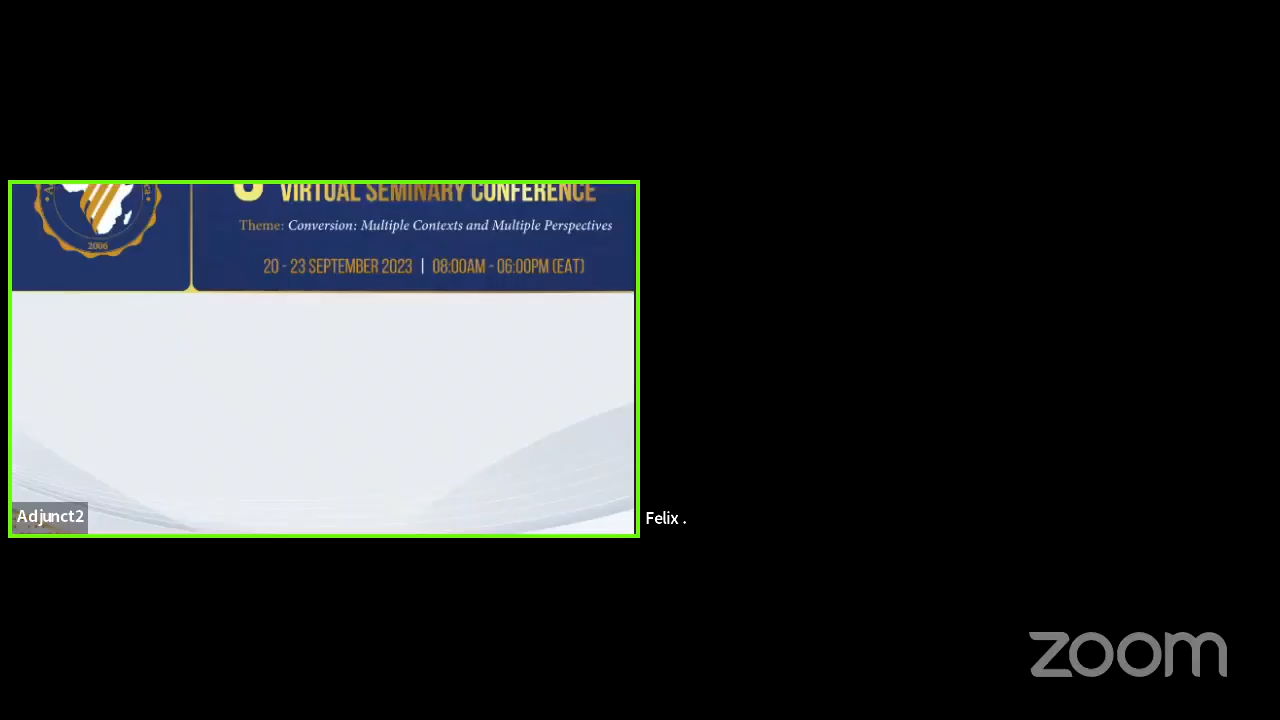 VIRTUAL SEMINARY CONFERENCE
Theme: Conversion: Multiple Contexts and Multiple Perspectives
20 - 23 SEPTEMBER 2023 | 08:00AM - 06:00PM (EAT)
2006
Adjunct2
Felix .
zoom